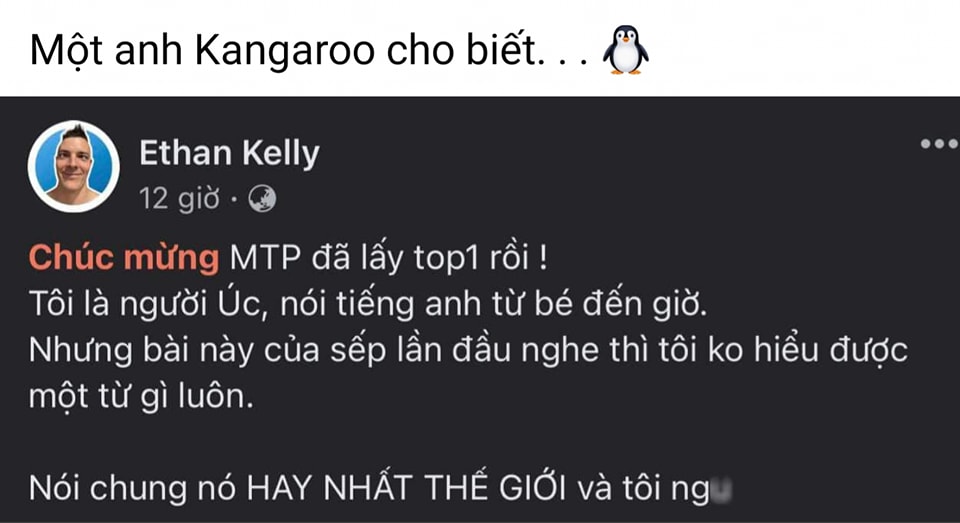 Một anh Kangaroo cho biết. . . 🐧
Ethan Kelly
12 giờ ·
Chúc mừng MTP đã lấy top1 rồi !
Tôi là người Úc, nói tiếng anh từ bé đến giờ.
Nhưng bài này của sếp lần đầu nghe thì tôi ko hiểu được
một từ gì luôn.
Nói chung nó HAY NHẤT THẾ GIỚI và tôi